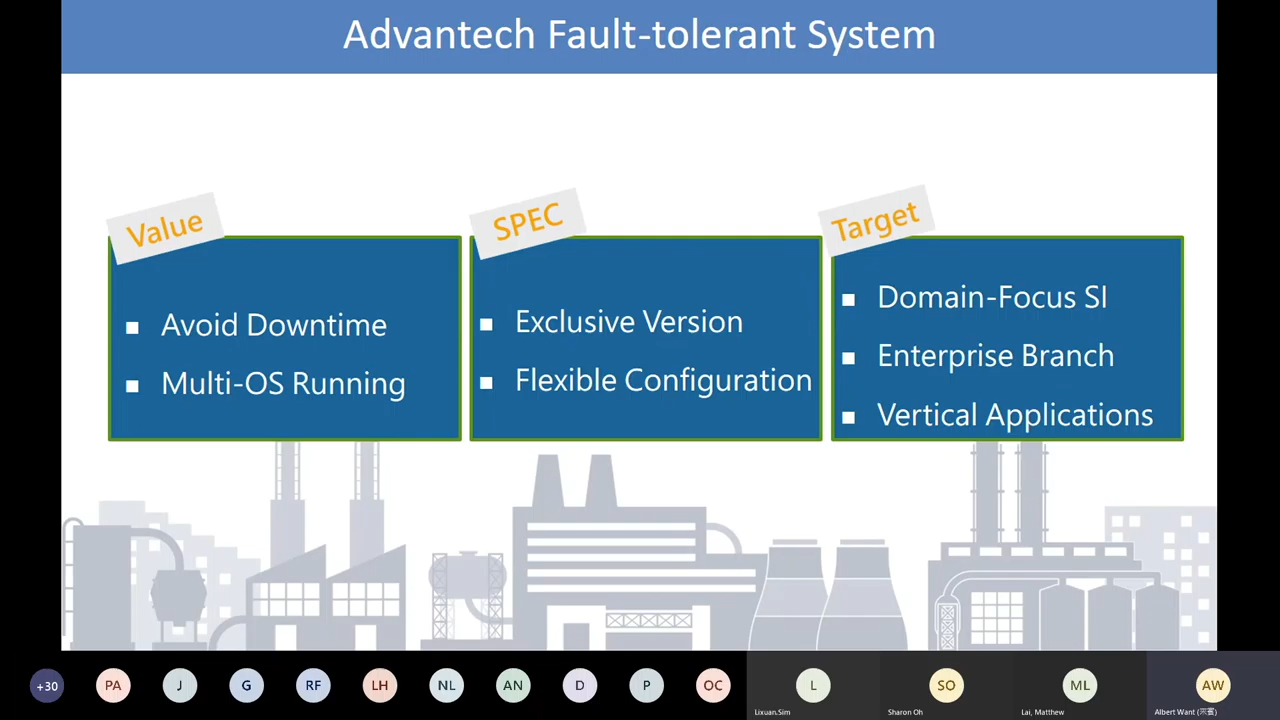 Advantech Fault-tolerant System
Value
Avoid Downtime
Multi-OS Running
SPEC
Exclusive Version
Flexible Configuration
Target
Domain-Focus SI
Enterprise Branch
Vertical Applications
+30
PA
J
G
RF
LH
NL
AN
D
P
OC
L
SO
ML
AW
Lixuan.Sim
Sharon Oh
Lai, Matthew
Albert Want (宗賓)